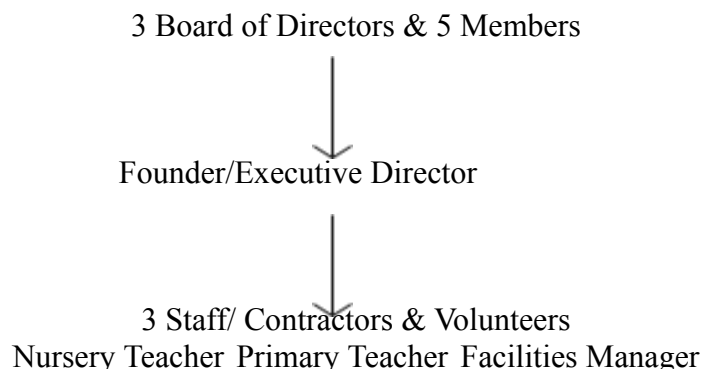 3 Board of Directors & 5 Members
Founder/Executive Director
3 Staff/ Contractors & Volunteers
Nursery Teacher Primary Teacher Facilities Manager